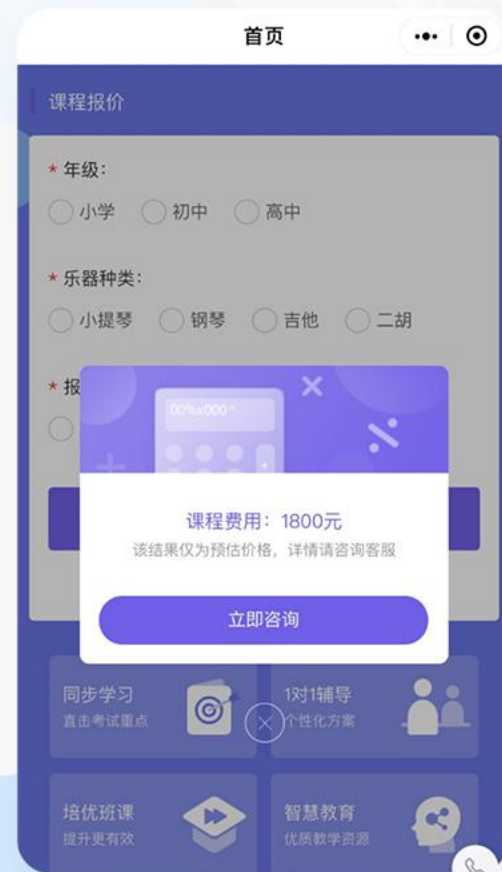 首页
课程报价
* 年级：
小学 初中 高中
* 乐器种类：
小提琴 钢琴 吉他 二胡
* 报
课程费用：1800元
该结果仅为预估价格，详情请咨询客服
立即咨询
同步学习 1对1辅导
直击考试重点 个性化方案
培优班课 智慧教育
提升更有效 优质教学资源